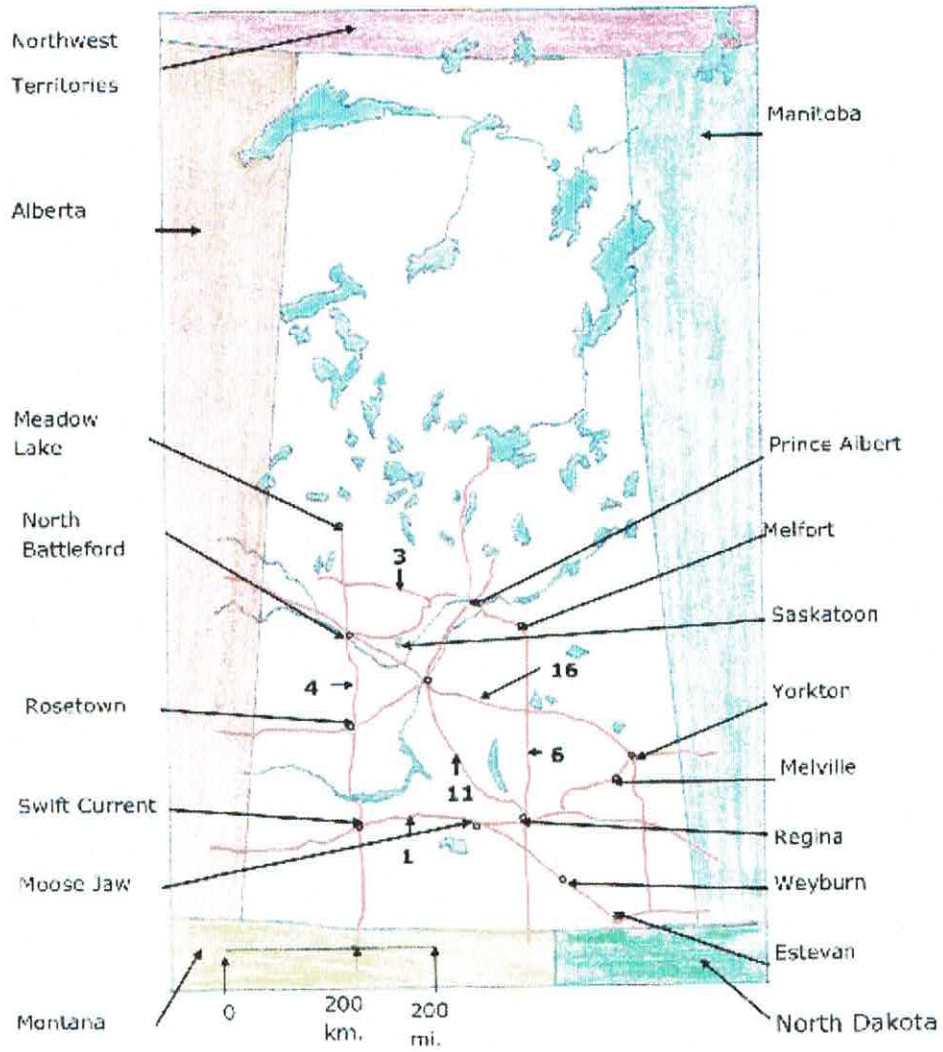 Northwest
Territories
Manitoba
Alberta
Meadow
Lake
Prince Albert
North
Battleford
Melfort
3
Saskatoon
16
4
Rosetown
Yorkton
6
Melville
11
Swift Current
Regina
1
Moose Jaw
Weyburn
Estevan
0
200
km.
200
mi.
Montana
North Dakota